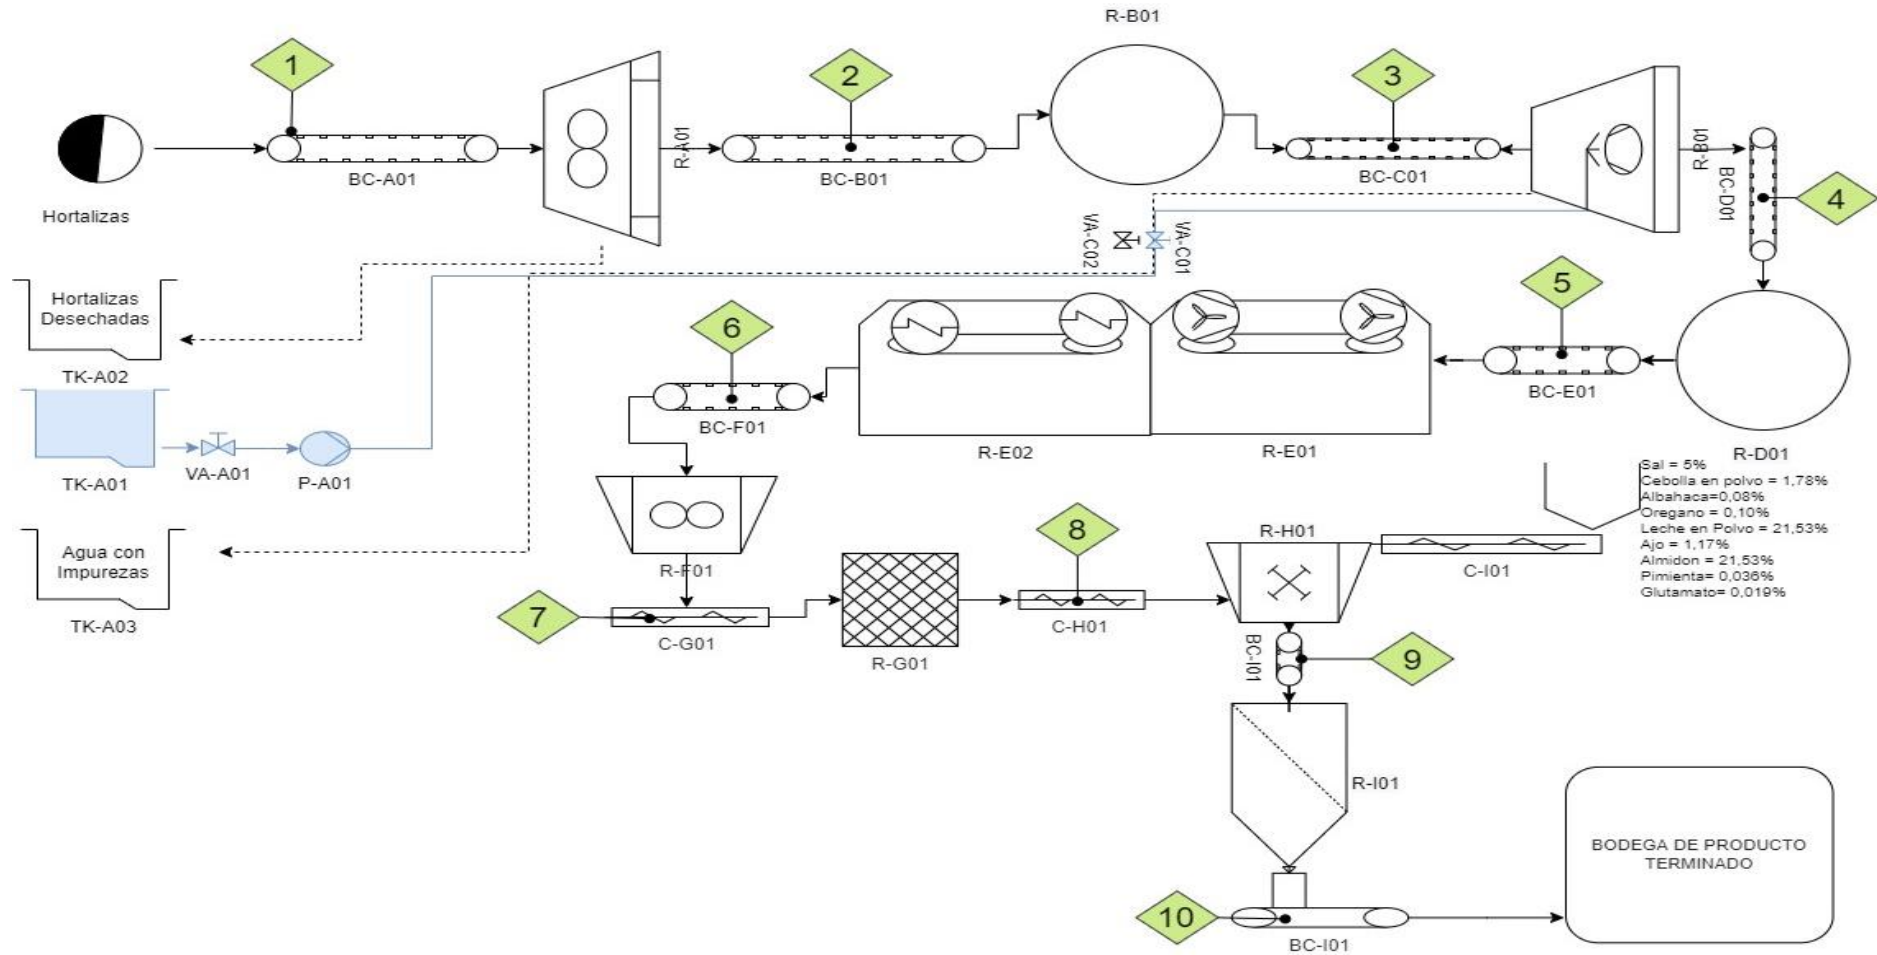 R-B01
1
2
3
BC-A01
R-A01
BC-B01
BC-C01
R-B01
BC-D01
4
Hortalizas
VA-C02
VA-C01
Hortalizas
Desechadas
TK-A02
6
5
BC-F01
BC-E01
R-E02
R-E01
R-D01
TK-A01
VA-A01
P-A01
Sal = 5%
Cebolla en polvo = 1,78%
Albahaca=0,08%
Oregano = 0,10%
Leche en Polvo = 21,53%
Ajo = 1,17%
Almidon = 21,53%
Pimienta= 0,036%
Glutamato= 0,019%
8
R-H01
Agua con
Impurezas
TK-A03
R-F01
C-I01
7
C-G01
R-G01
C-H01
BC-I01
9
R-I01
BODEGA DE PRODUCTO
TERMINADO
10
BC-I01